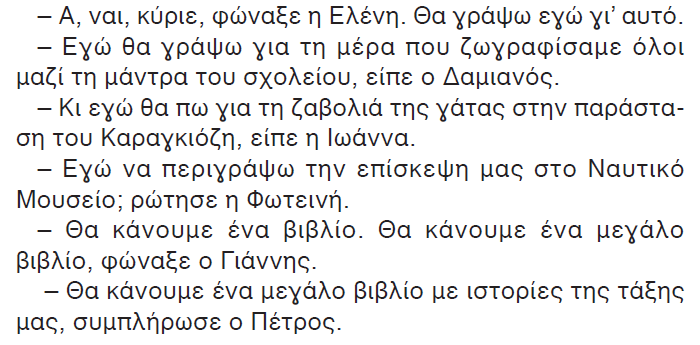 – Α, ναι, κύριε, φώναξε η Ελένη. Θα γράψω εγώ γι’ αυτό.
– Εγώ θα γράψω για τη μέρα που ζωγραφίσαμε όλοι
μαζί τη μάντρα του σχολείου, είπε ο Δαμιανός.
– Κι εγώ θα πω για τη ζαβολιά της γάτας στην παράστα-
ση του Καραγκιόζη, είπε η Ιωάννα.
– Εγώ να περιγράψω την επίσκεψη μας στο Ναυτικό
Μουσείο; ρώτησε η Φωτεινή.
– Θα κάνουμε ένα βιβλίο. Θα κάνουμε ένα μεγάλο
βιβλίο, φώναξε ο Γιάννης.
– Θα κάνουμε ένα μεγάλο βιβλίο με ιστορίες της τάξης
μας, συμπλήρωσε ο Πέτρος.